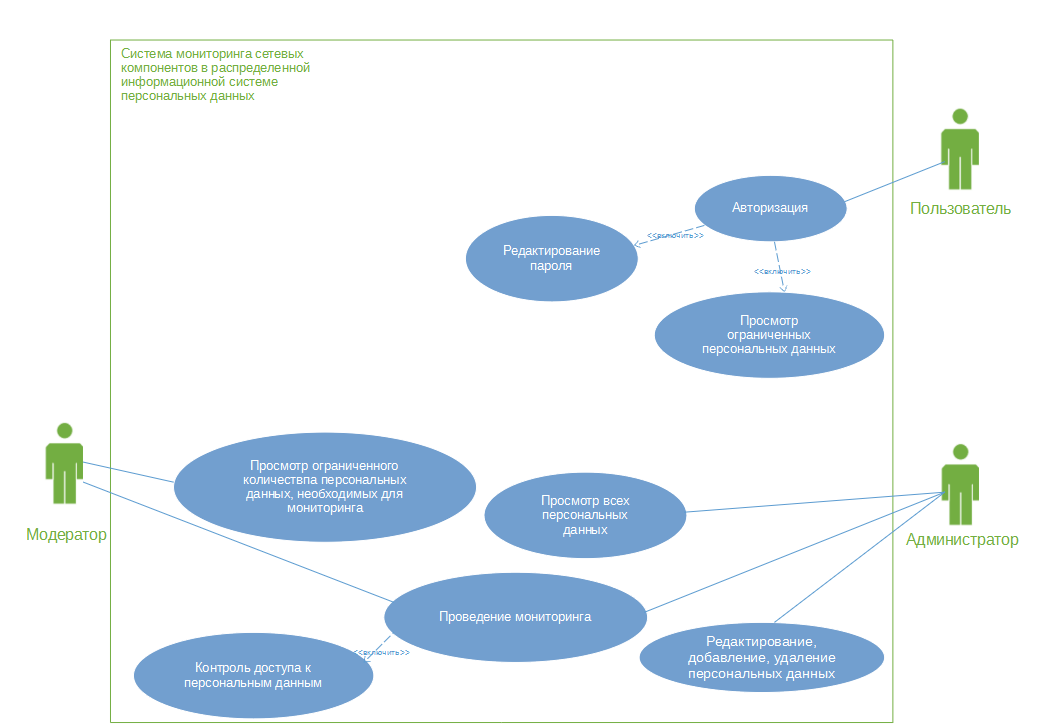 Система мониторинга сетевых
компонентов в распределенной
информационной системе
персональных данных
Пользователь
Авторизация
<<включить>>
Редактирование
пароля
<<включить>>
Просмотр
ограниченных
персональных данных
Модератор
Просмотр ограниченного
количествпа персональных
данных, необходимых для
мониторинга
Просмотр всех
персональных
данных
Администратор
Проведение мониторинга
<<включить>>
Контроль доступа к
персональным данным
Редактирование,
добавление, удаление
персональных данных